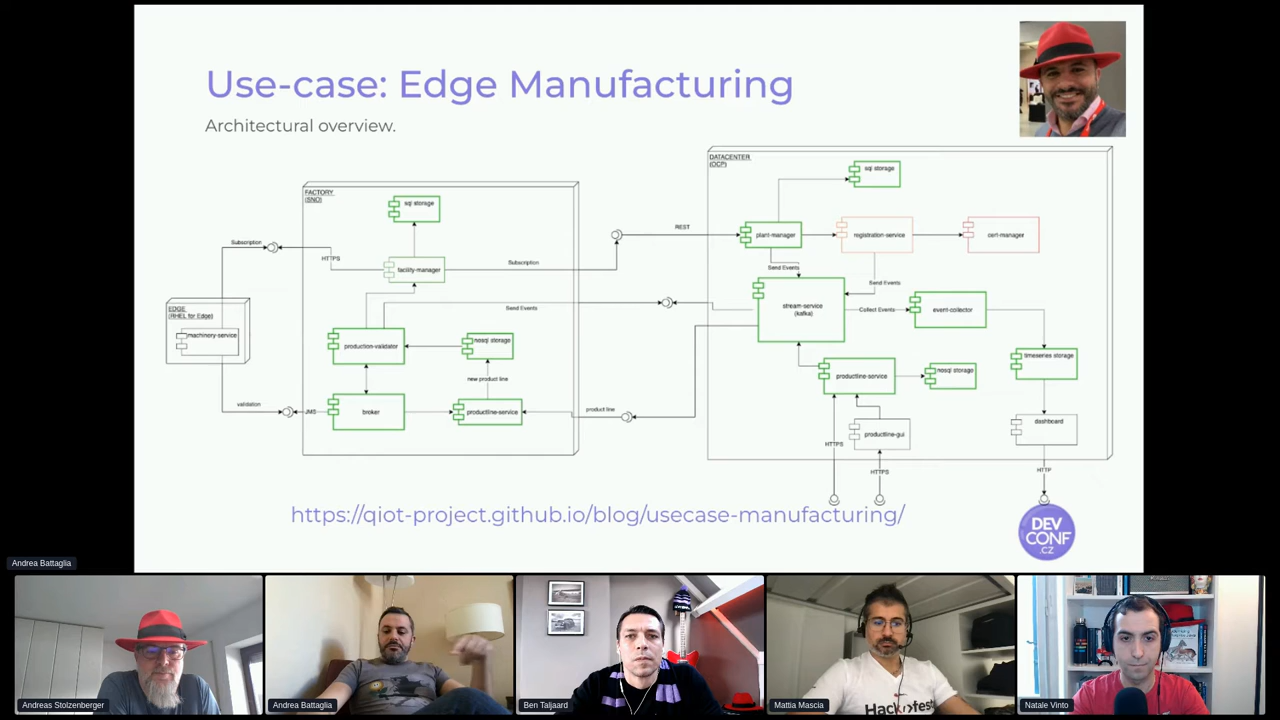 Use-case: Edge Manufacturing
Architectural overview.
DATACENTER
(OCP)
sql storage
FACTORY
(SNO)
sql storage
plant-manager
registration-service
cert-manager
REST
Subscription
HTTPS
facility-manager
Subscription
Send Events
Send Events
EDGE
(RHEL for Edge)
machinery-service
Send Events
stream-service
(kafka)
Collect Events
event-collector
production-validator
nosql storage
timeseries storage
new product line
productline-service
nosql storage
validation
JMS
broker
productline-service
product line
dashboard
productline-gui
HTTPS
HTTPS
HTTP
https://qiot-project.github.io/blog/usecase-manufacturing/
DEV
CONF
.CZ
Andrea Battaglia
Andreas Stolzenberger
Andrea Battaglia
Ben Taljaard
Mattia Mascia
Natale Vinto